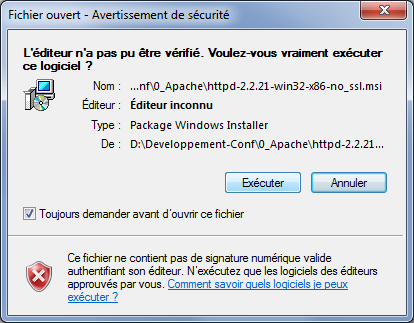 Fichier ouvert - Avertissement de sécurité
L'éditeur n'a pas pu être vérifié. Voulez-vous vraiment exécuter
ce logiciel ?
Nom : ...nf\0_Apache\httpd-2.2.21-win32-x86-no_ssl.msi
Éditeur : Éditeur inconnu
Type : Package Windows Installer
De : D:\Developpement-Conf\0_Apache\httpd-2.2.21...
Exécuter Annuler
Toujours demander avant d'ouvrir ce fichier
Ce fichier ne contient pas de signature numérique valide
authentifiant son éditeur. N'exécutez que les logiciels des éditeurs
approuvés par vous. Comment savoir quels logiciels je peux
exécuter ?